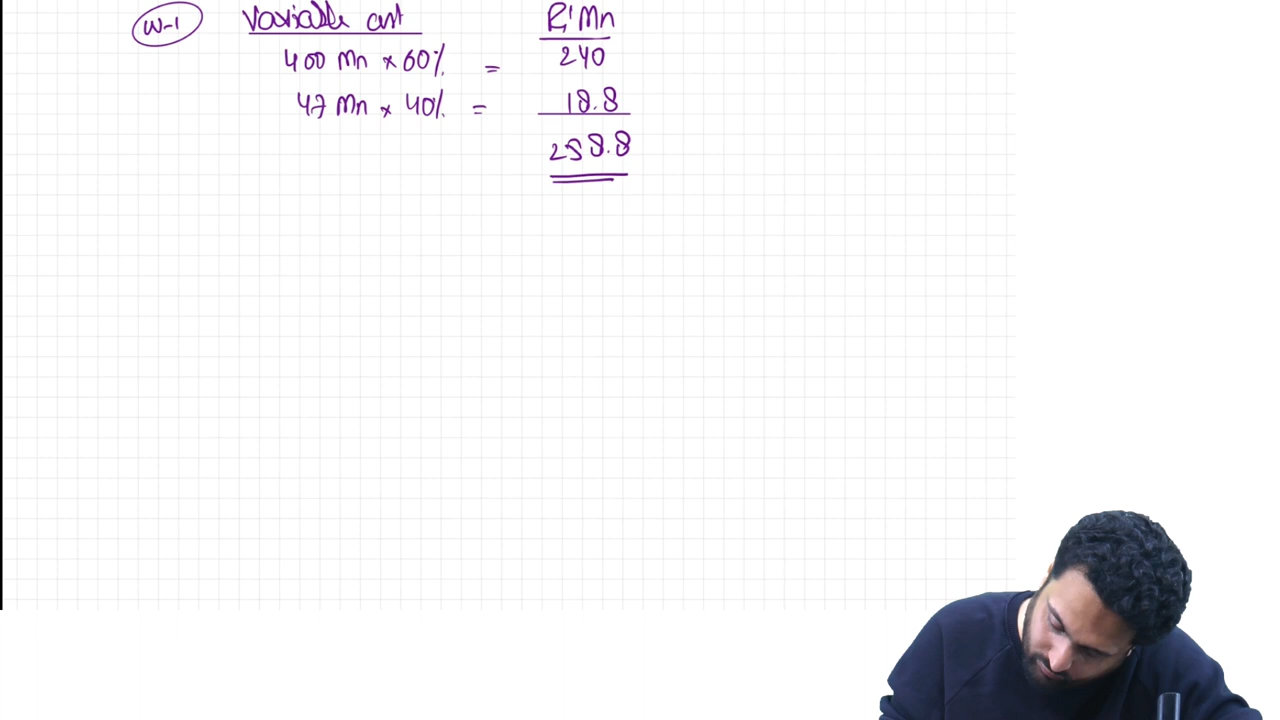 W-1 Variable cost R'Mn
400 Mn × 60% = 240
47 Mn × 40% = 18.8
258.8